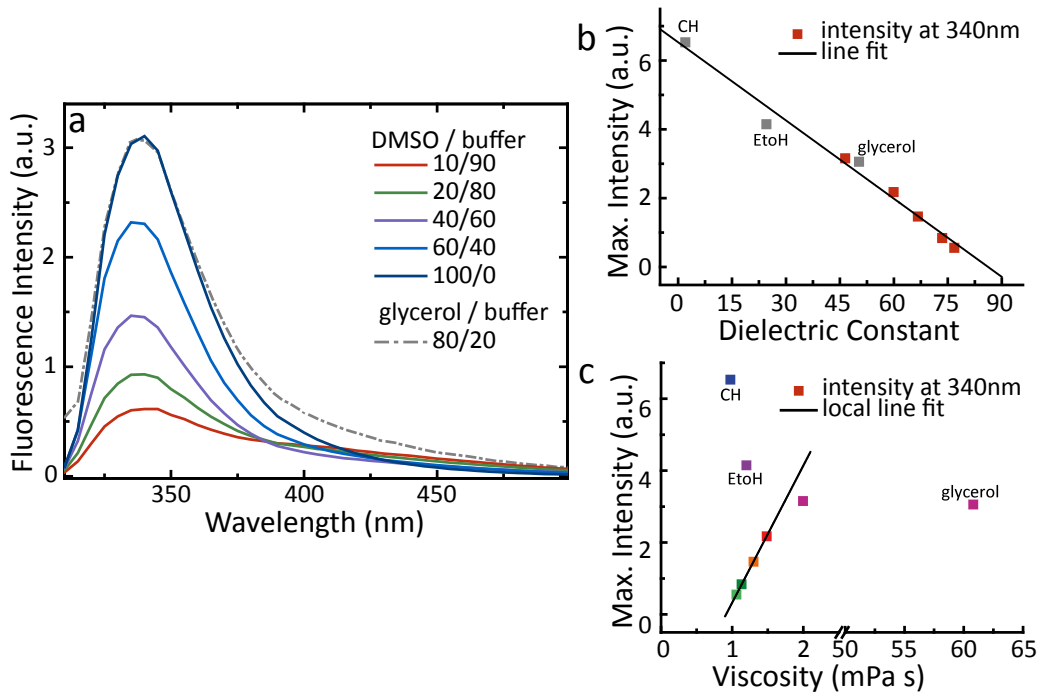 a
Fluorescence Intensity (a.u.)
3
2
1
0
350
400
450
Wavelength (nm)
DMSO / buffer
10/90
20/80
40/60
60/40
100/0
glycerol / buffer
80/20
b
Max. Intensity (a.u.)
6
4
2
0
0
15
30
45
60
75
90
Dielectric Constant
CH
EtoH
glycerol
intensity at 340nm
line fit
c
Max. Intensity (a.u.)
6
4
2
0
0
1
2
50
55
60
65
Viscosity (mPa s)
CH
EtoH
glycerol
intensity at 340nm
local line fit